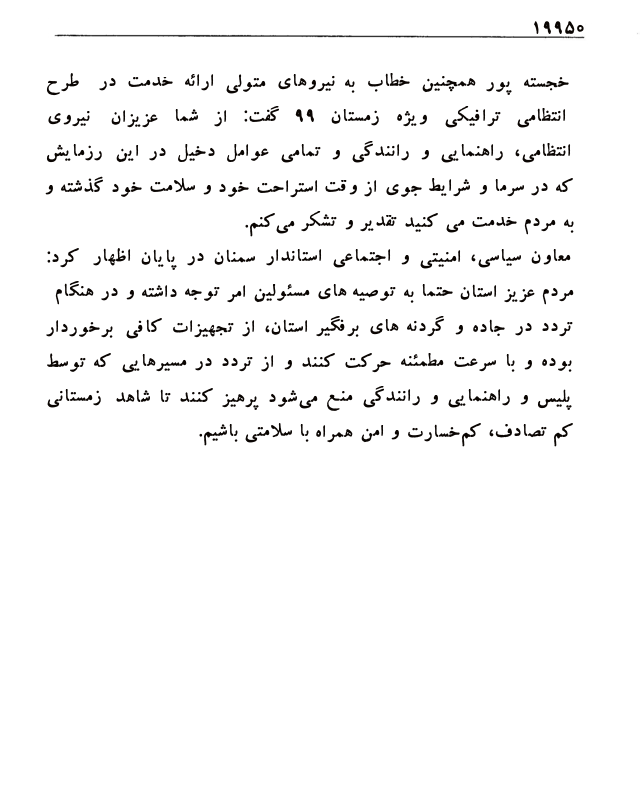 ۱۹۹۵۰
خجسته پور همچنین خطاب به نیروهای متولی ارائه خدمت در طرح
انتظامی ترافیکی ویژه زمستان ۹۹ گفت: از شما عزیزان نیروی
انتظامی، راهنمایی و رانندگی و تمامی عوامل دخیل در این رزمایش
که در سرما و شرایط جوی از وقت استراحت خود و سلامت خود گذشته و
به مردم خدمت می کنید تقدیر و تشکر می‌کنم.
معاون سیاسی، امنیتی و اجتماعی استاندار سمنان در پایان اظهار کرد:
مردم عزیز استان حتما به توصیه های مسئولین امر توجه داشته و در هنگام
تردد در جاده و گردنه های برفگیر استان، از تجهیزات کافی برخوردار
بوده و با سرعت مطمئنه حرکت کنند و از تردد در مسیرهایی که توسط
پلیس و راهنمایی و رانندگی منع می‌شود پرهیز کنند تا شاهد زمستانی
کم تصادف، کم‌خسارت و امن همراه با سلامتی باشیم.